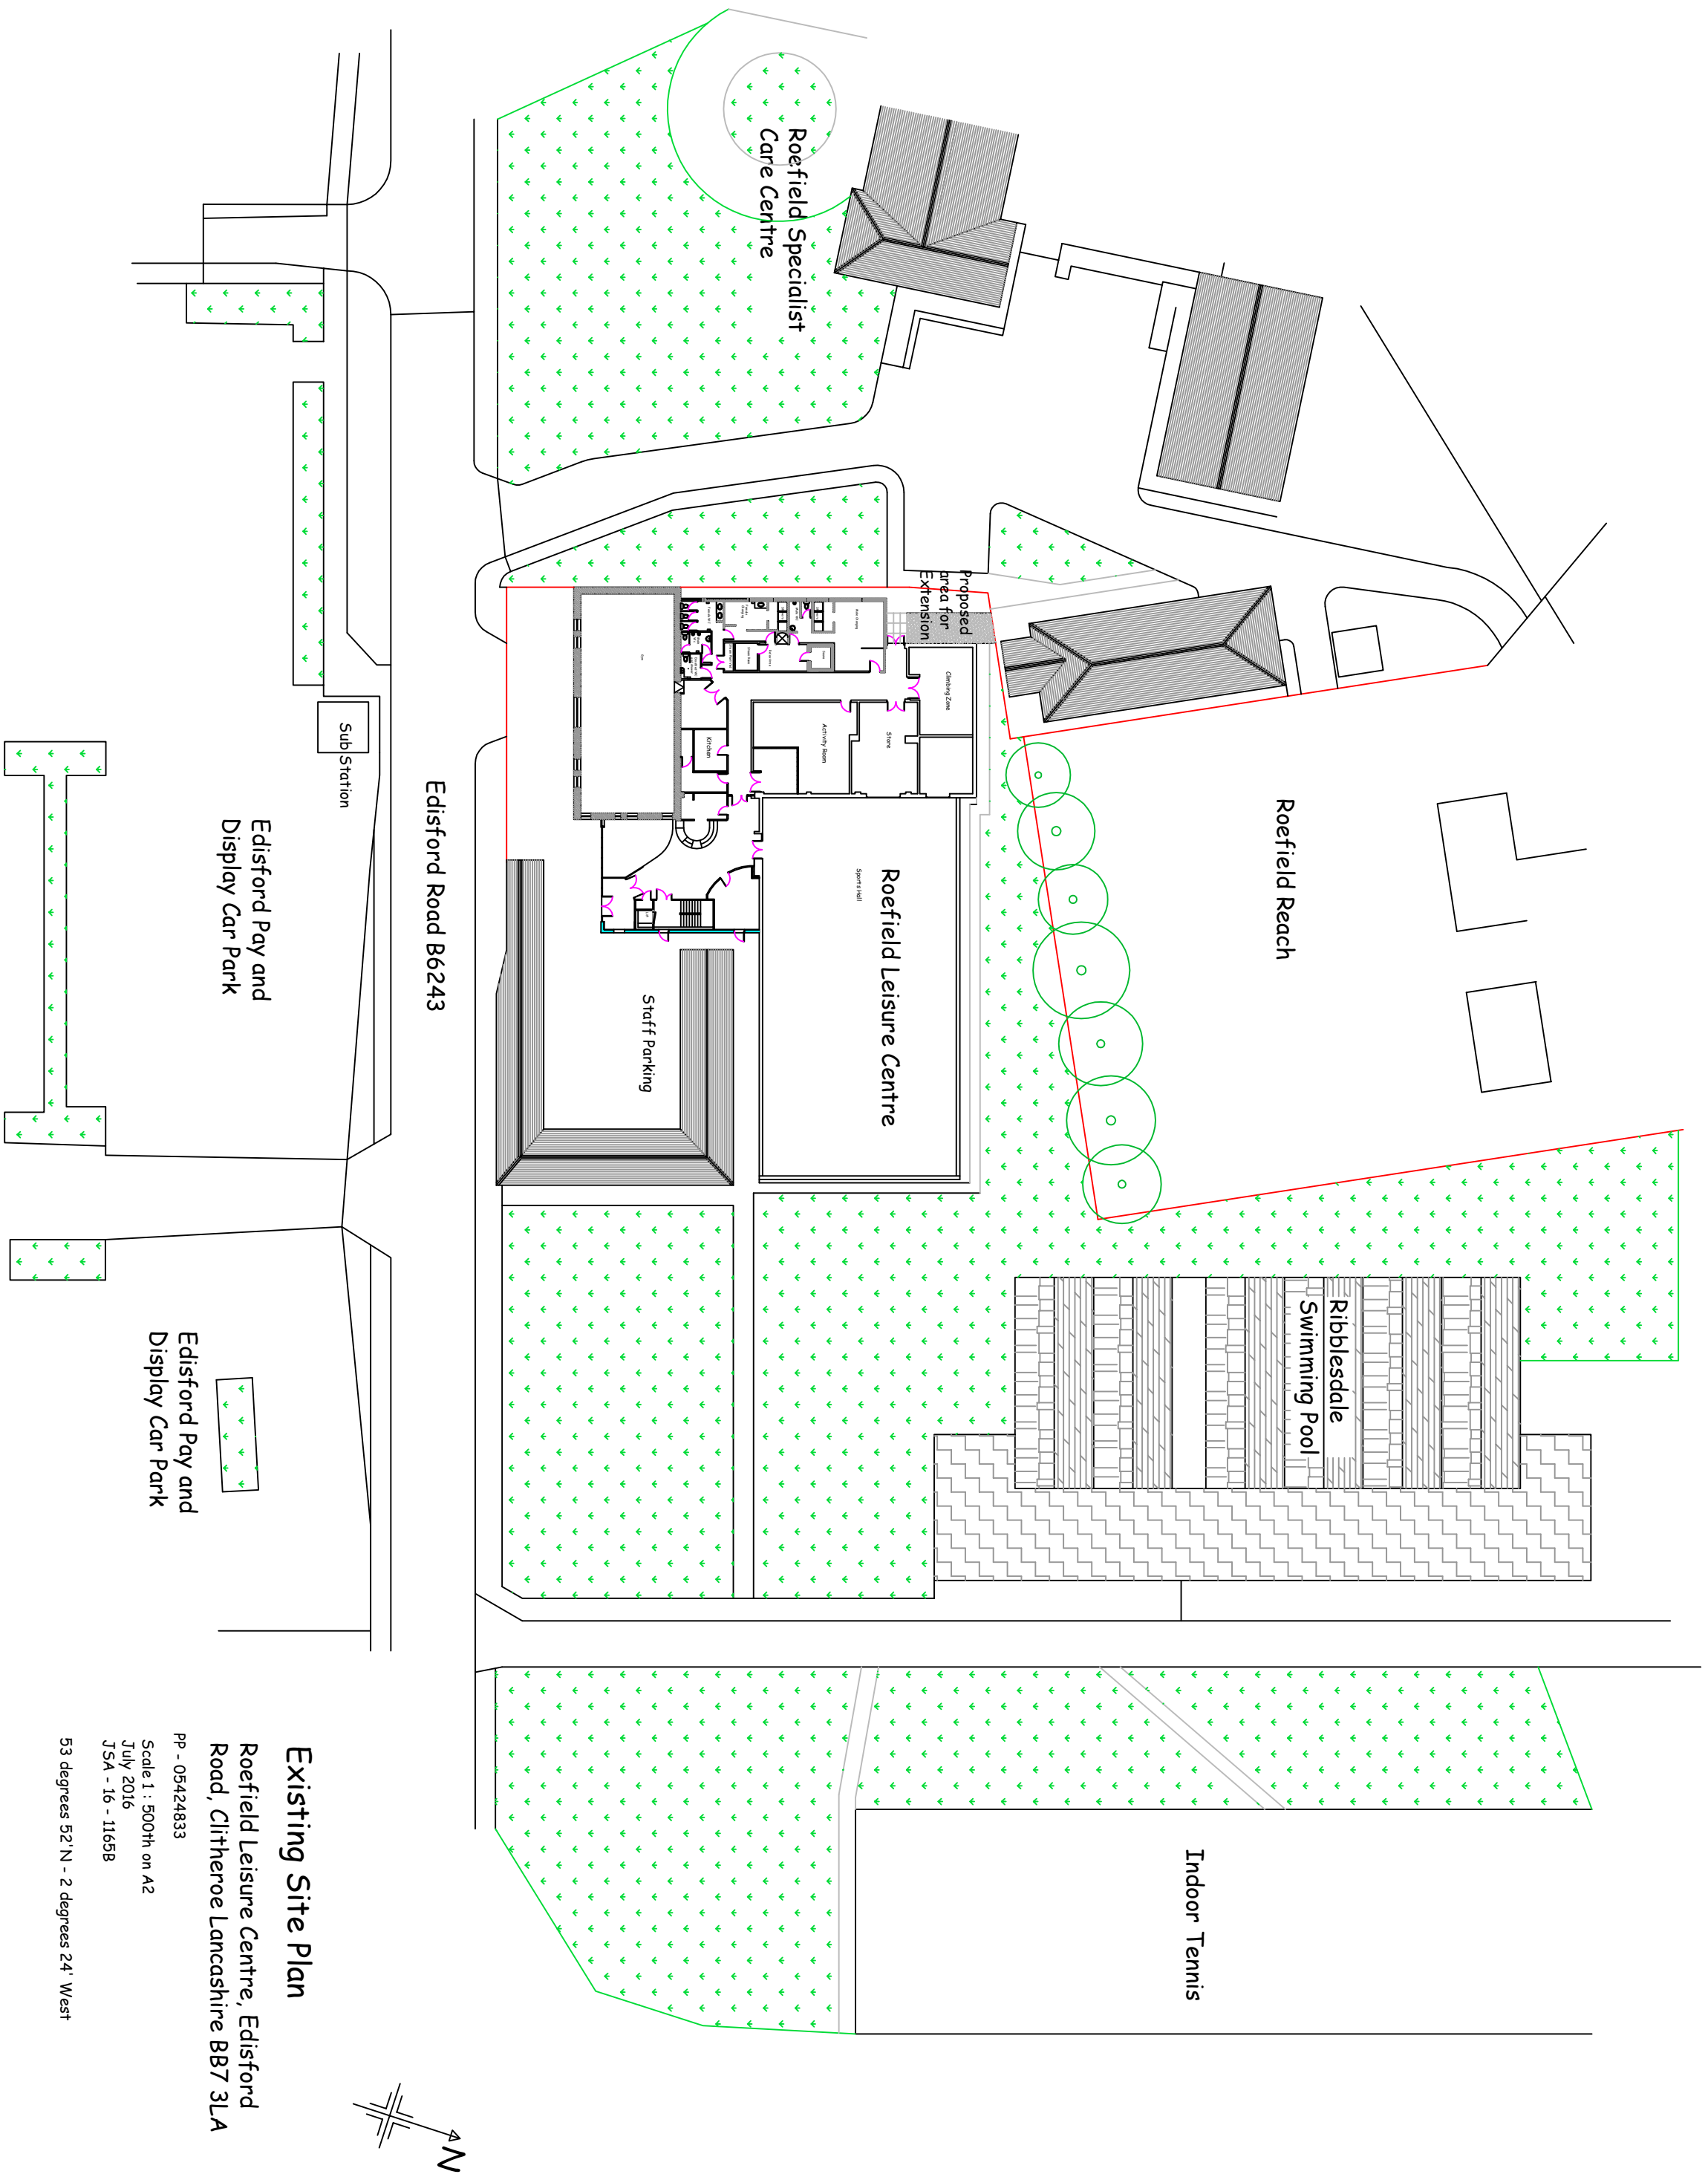 Roefield Specialist
Care Centre
Proposed
area for
Extension
Climbing Zone
Store
Activity Room
Kitchen
Gym
Roefield Reach
Roefield Leisure Centre
Sports Hall
Staff Parking
Edisford Road B6243
Sub Station
Edisford Pay and
Display Car Park
Ribblesdale
Swimming Pool
Edisford Pay and
Display Car Park
Indoor Tennis
Existing Site Plan
Roefield Leisure Centre, Edisford
Road, Clitheroe Lancashire BB7 3LA
PP - 05424833
Scale 1 : 500th on A2
July 2016
JSA - 16 - 1165B
53 degrees 52'N - 2 degrees 24' West
N